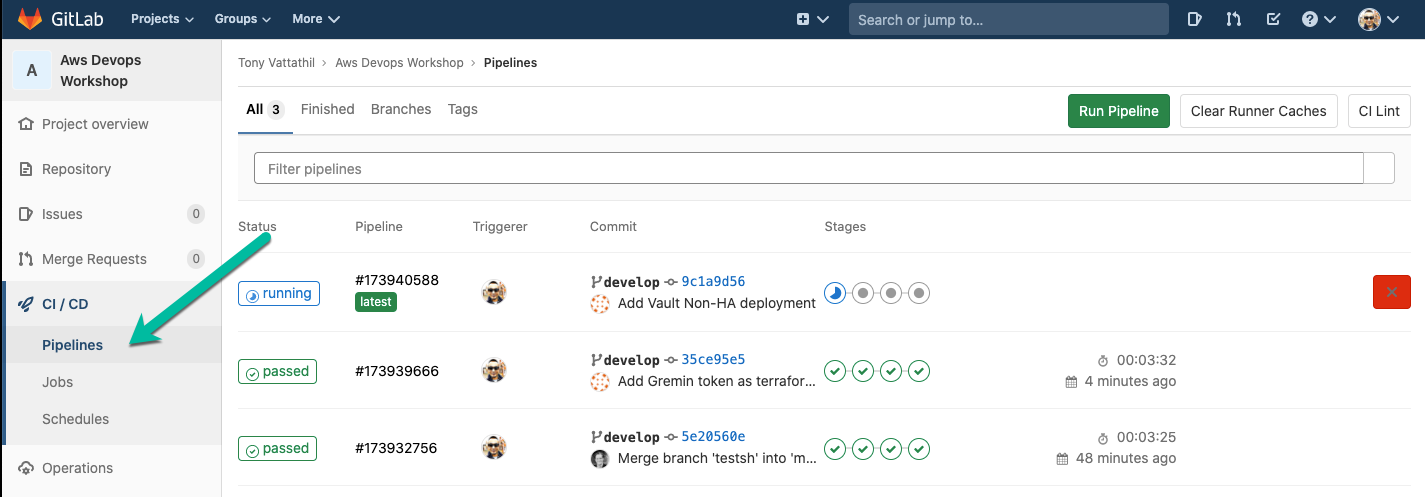 GitLab Projects Groups More Search or jump to...
A Aws Devops Workshop
Project overview
Repository
Issues 0
Merge Requests 0
CI / CD
Pipelines
Jobs
Schedules
Operations
Tony Vattathil > Aws Devops Workshop > Pipelines
All 3 Finished Branches Tags Run Pipeline Clear Runner Caches CI Lint
Filter pipelines
Status Pipeline Triggerer Commit Stages
running #173940588 latest develop 9c1a9d56
Add Vault Non-HA deployment
passed #173939666 develop 35ce95e5 00:03:32
Add Gremin token as terrafor... 4 minutes ago
passed #173932756 develop 5e20560e 00:03:25
Merge branch 'testsh' into 'm... 48 minutes ago